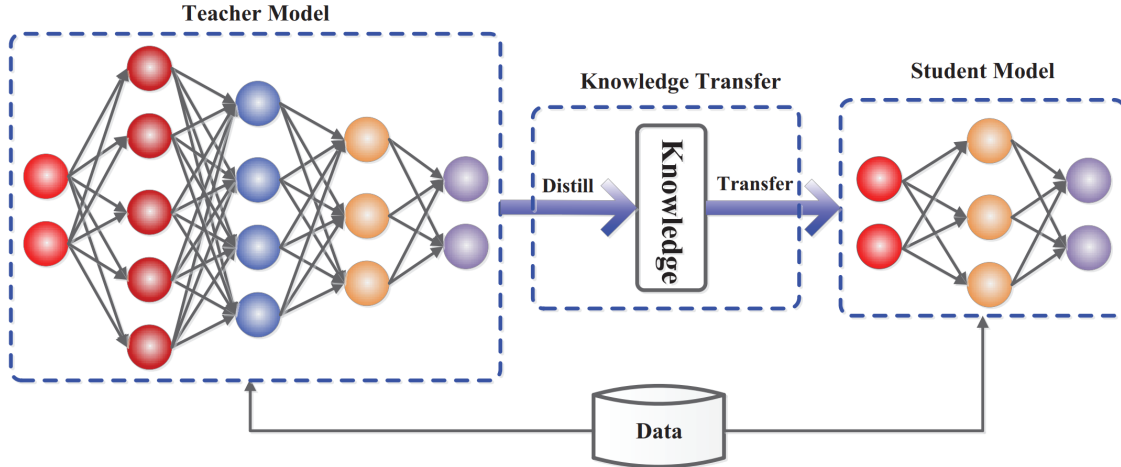 Teacher Model
Knowledge Transfer
Student Model
Distill
Knowledge
Transfer
Data